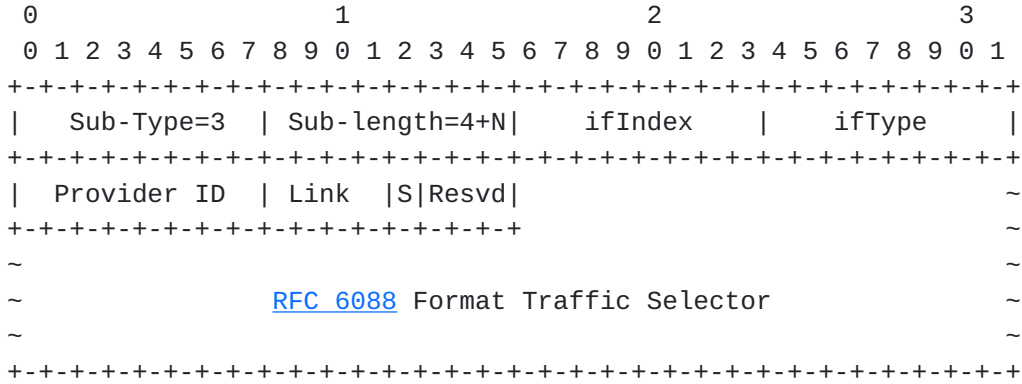 0                   1                   2                   3
 0 1 2 3 4 5 6 7 8 9 0 1 2 3 4 5 6 7 8 9 0 1 2 3 4 5 6 7 8 9 0 1
+-+-+-+-+-+-+-+-+-+-+-+-+-+-+-+-+-+-+-+-+-+-+-+-+-+-+-+-+-+-+-+-+
|   Sub-Type=3  | Sub-length=4+N|    ifIndex    |    ifType     |
+-+-+-+-+-+-+-+-+-+-+-+-+-+-+-+-+-+-+-+-+-+-+-+-+-+-+-+-+-+-+-+-+
|  Provider ID  | Link  |S|Resvd|                               ~
+-+-+-+-+-+-+-+-+-+-+-+-+-+-+-+-+                               ~
~                                                               ~
~                RFC 6088 Format Traffic Selector               ~
~                                                               ~
+-+-+-+-+-+-+-+-+-+-+-+-+-+-+-+-+-+-+-+-+-+-+-+-+-+-+-+-+-+-+-+-+